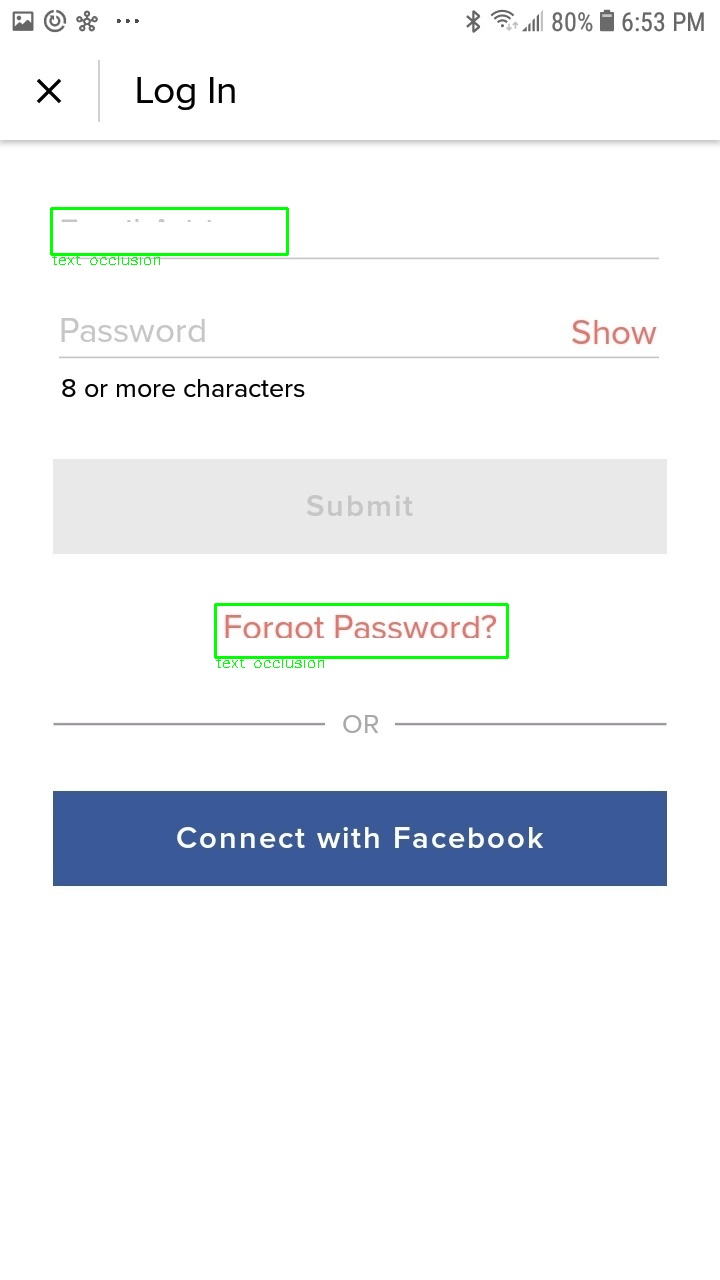 80% 6:53 PM
Log In
text occlusion
Password Show
8 or more characters
Submit
Forgot Password?
text occlusion
OR
Connect with Facebook